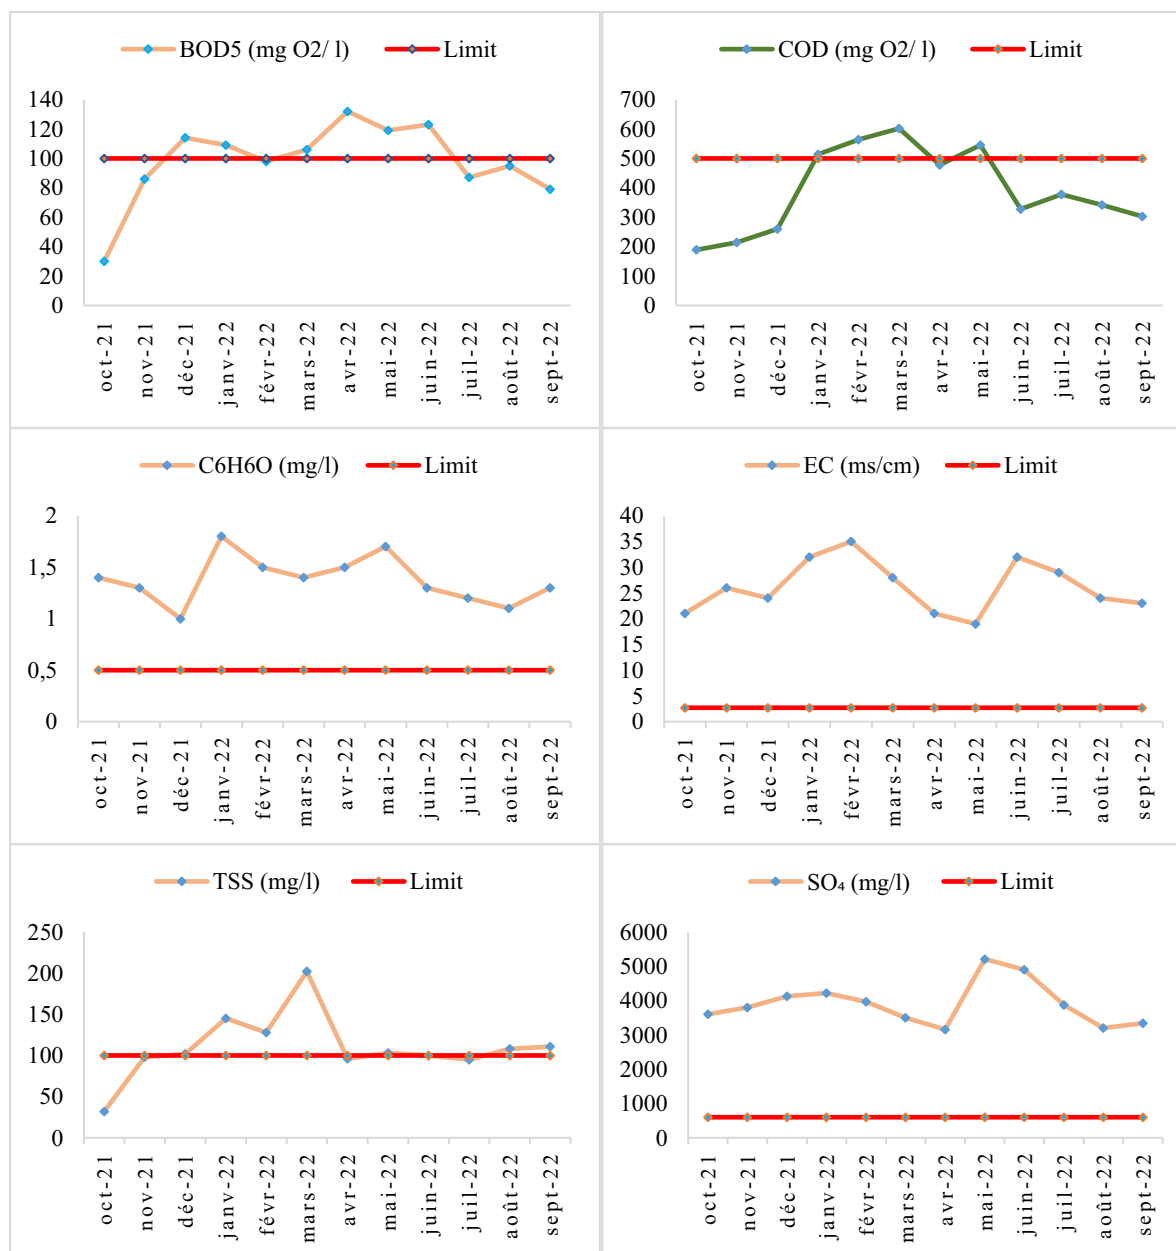 BOD5 (mg O2/ l) Limit
140
120
100
80
60
40
20
0
oct-21
nov-21
déc-21
janv-22
févr-22
mars-22
avr-22
mai-22
juin-22
juil-22
août-22
sept-22
COD (mg O2/ l) Limit
700
600
500
400
300
200
100
0
oct-21
nov-21
déc-21
janv-22
févr-22
mars-22
avr-22
mai-22
juin-22
juil-22
août-22
sept-22
C6H6O (mg/l) Limit
2
1,5
1
0,5
0
oct-21
nov-21
déc-21
janv-22
févr-22
mars-22
avr-22
mai-22
juin-22
juil-22
août-22
sept-22
EC (ms/cm) Limit
40
35
30
25
20
15
10
5
0
oct-21
nov-21
déc-21
janv-22
févr-22
mars-22
avr-22
mai-22
juin-22
juil-22
août-22
sept-22
TSS (mg/l) Limit
250
200
150
100
50
0
oct-21
nov-21
déc-21
janv-22
févr-22
mars-22
avr-22
mai-22
juin-22
juil-22
août-22
sept-22
SO₄ (mg/l) Limit
6000
5000
4000
3000
2000
1000
0
oct-21
nov-21
déc-21
janv-22
févr-22
mars-22
avr-22
mai-22
juin-22
juil-22
août-22
sept-22